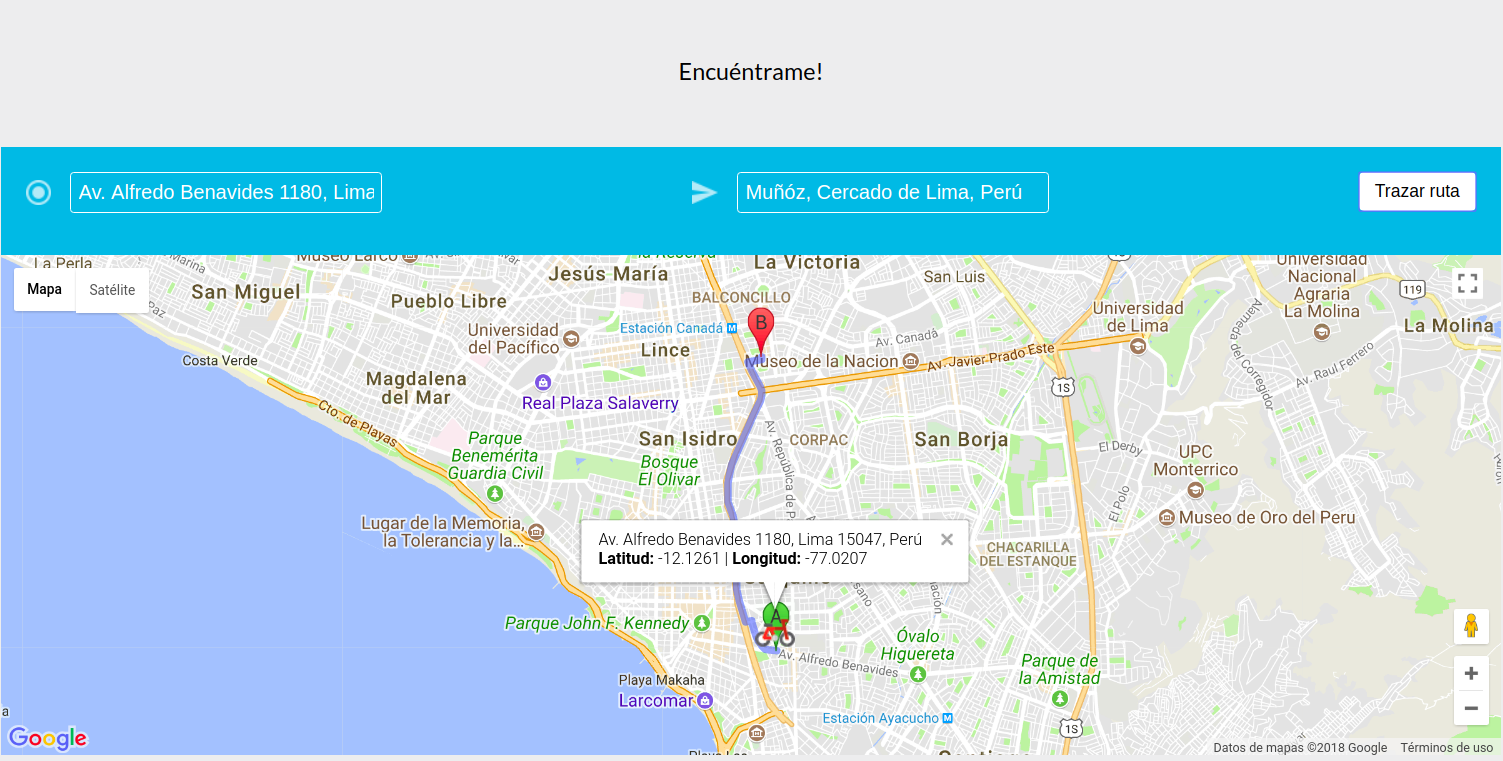 Encuéntrame!
Av. Alfredo Benavides 1180, Lima
Muñóz, Cercado de Lima, Perú
Trazar ruta
Mapa
Satélite
La Perla
Marina
Museo Larco
la Reserva
La Victoria
San Luis
Universidad
Nacional
Agraria
La Molina
119
San Miguel
Paz
Pueblo Libre
Jesús María
BALCONCILLO
Universidad
de Lima
Alameda del Corregidor
La Molina
Universidad
del Pacífico
Estación Canadá
B
Av. Canadá
Lince
Costa Verde
Museo de la Nacion
Av. Javier Prado Este
Av. Raul Ferrero
Magdalena
del Mar
Real Plaza Salaverry
1S
Cto. de Playas
San Isidro
CORPAC
San Borja
El Derby
Parque
Benemérita
Guardia Civil
Bosque
El Olivar
Av. República de P
UPC
Monterrico
El Polo
Lugar de la Memoria,
la Tolerancia y la...
Museo de Oro del Peru
Av. Alfredo Benavides 1180, Lima 15047, Perú
Latitud: -12.1261 | Longitud: -77.0207
CHACARILLA
DEL ESTANQUE
Parque John F. Kennedy
A
Óvalo
Higuereta
Av. Alfredo Benavides
Parque de
la Amistad
Playa Makaha
Larcomar
Estación Ayacucho
1S
Google
Datos de mapas ©2018 Google
Términos de uso